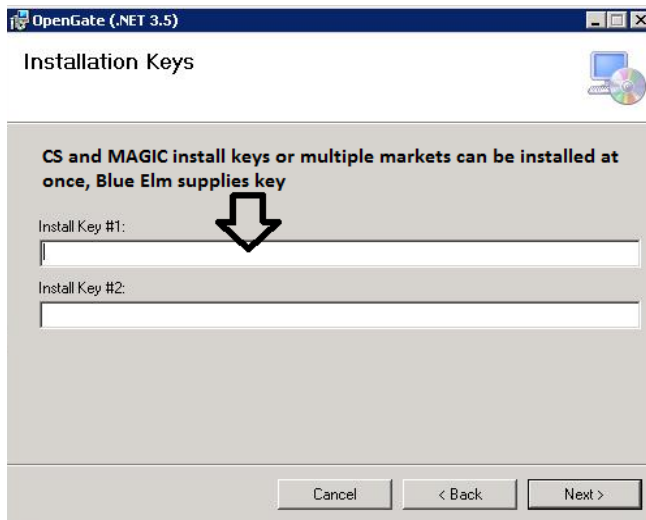 OpenGate (.NET 3.5)
Installation Keys
CS and MAGIC install keys or multiple markets can be installed at
once, Blue Elm supplies key
Install Key #1:
Install Key #2:
Cancel
< Back
Next >